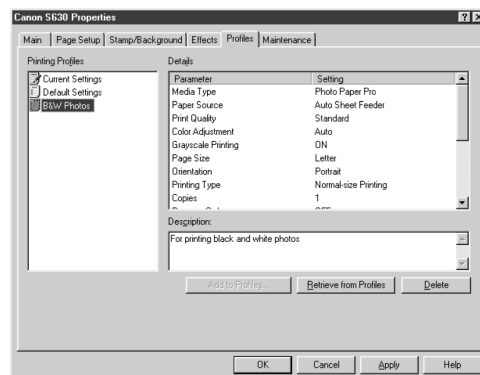 Canon S630 Properties
Main Page Setup Stamp/Background Effects Profiles Maintenance
Printing Profiles
Current Settings
Default Settings
B&W Photos
Details
Parameter Setting
Media Type Photo Paper Pro
Paper Source Auto Sheet Feeder
Print Quality Standard
Color Adjustment Auto
Grayscale Printing ON
Page Size Letter
Orientation Portrait
Printing Type Normal-size Printing
Copies 1
Description:
For printing black and white photos
Add to Profiles... Retrieve from Profiles Delete
OK Cancel Apply Help